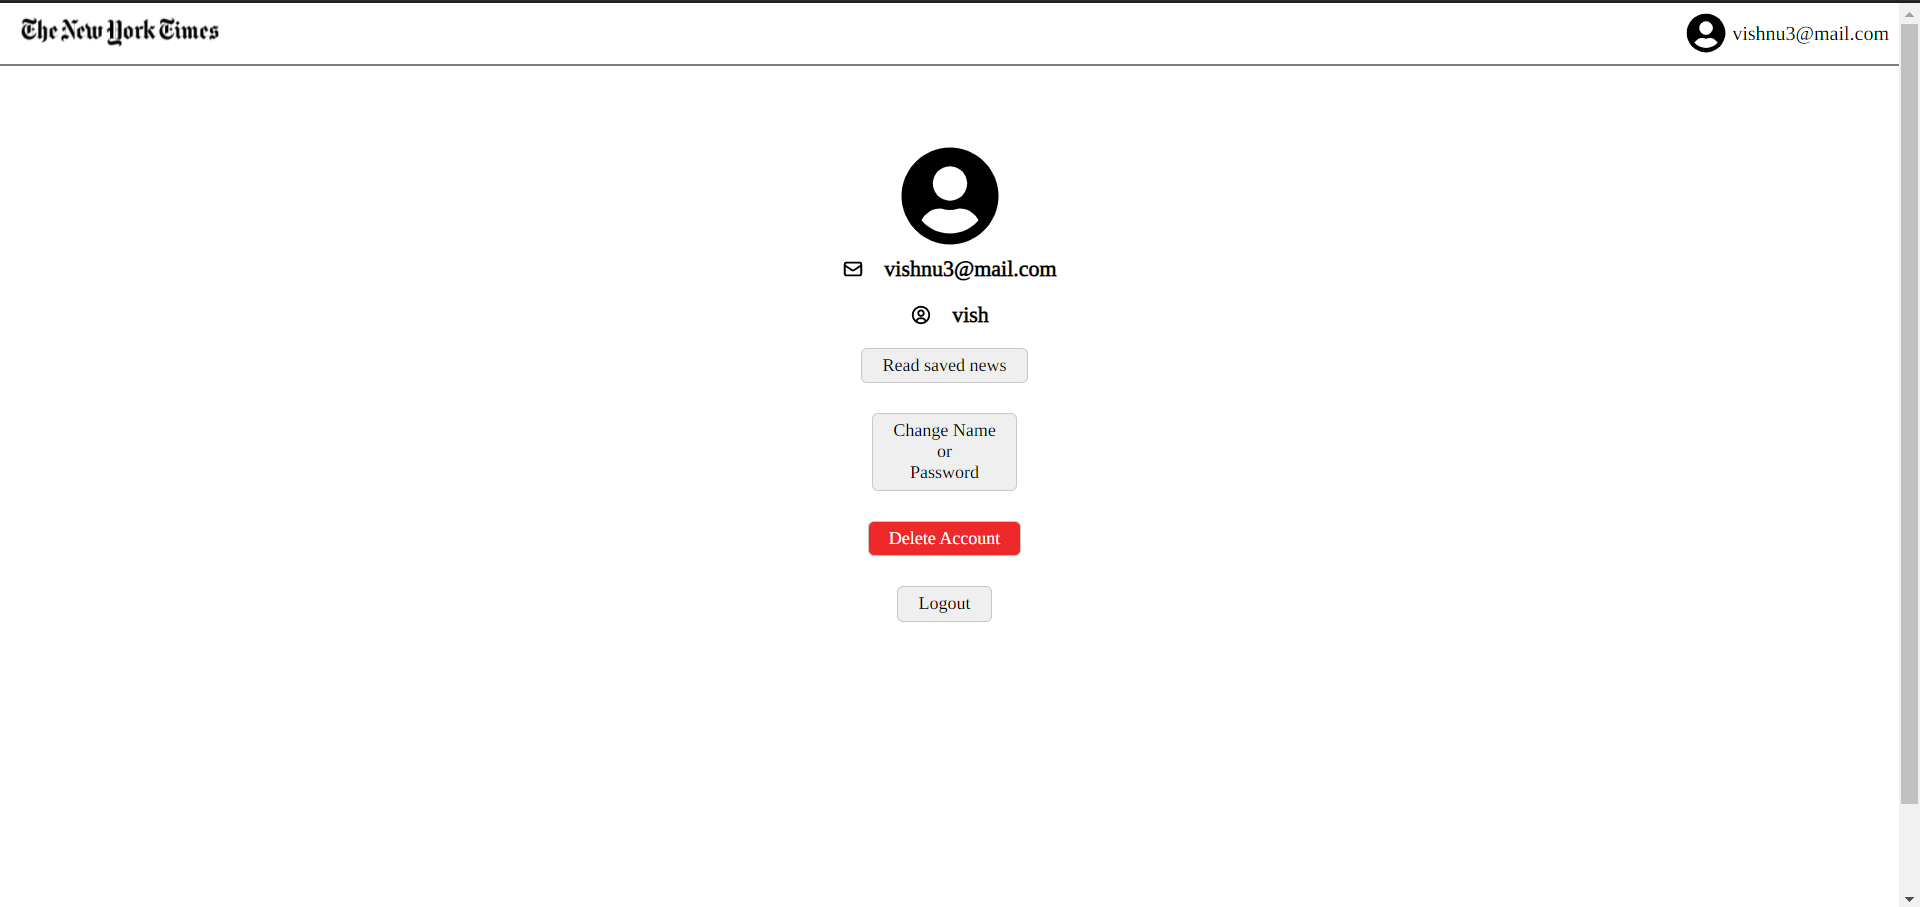 The New York Times
vishnu3@mail.com
vishnu3@mail.com
vish
Read saved news
Change Name
or
Password
Delete Account
Logout